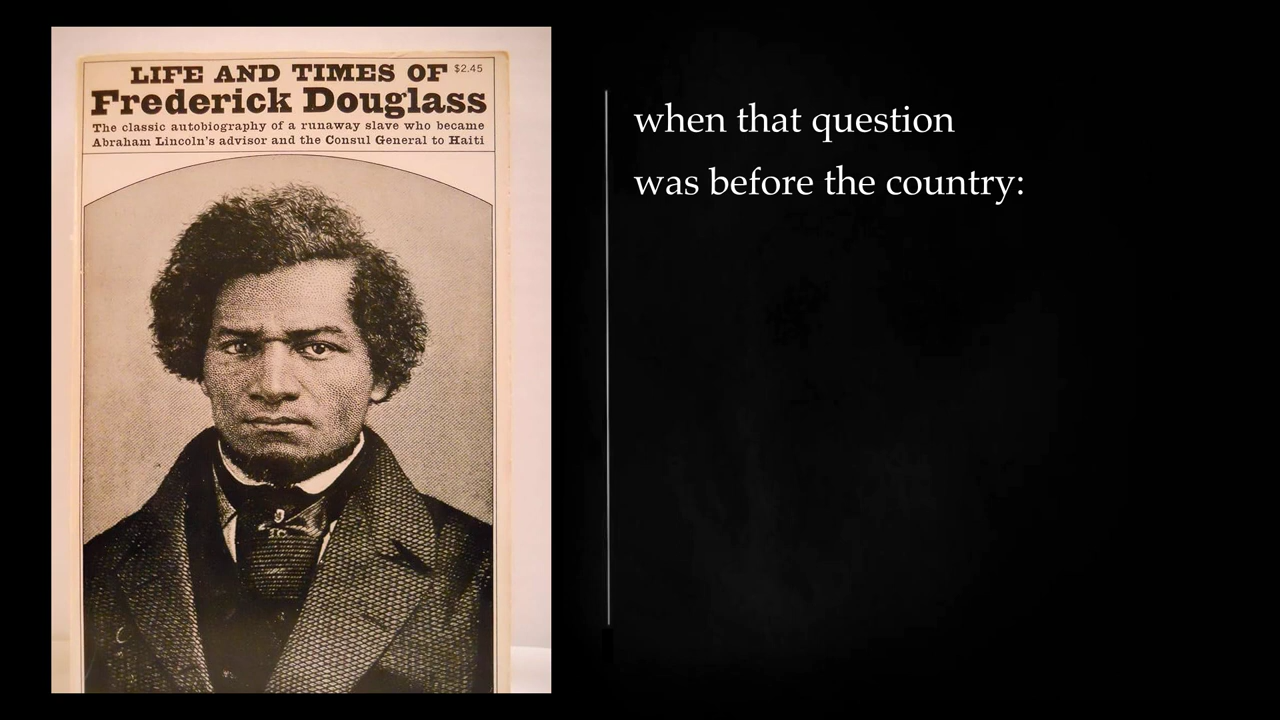 LIFE AND TIMES OF $2.45
Frederick Douglass
The classic autobiography of a runaway slave who became
Abraham Lincoln's advisor and the Consul General to Haiti
when that question
was before the country: